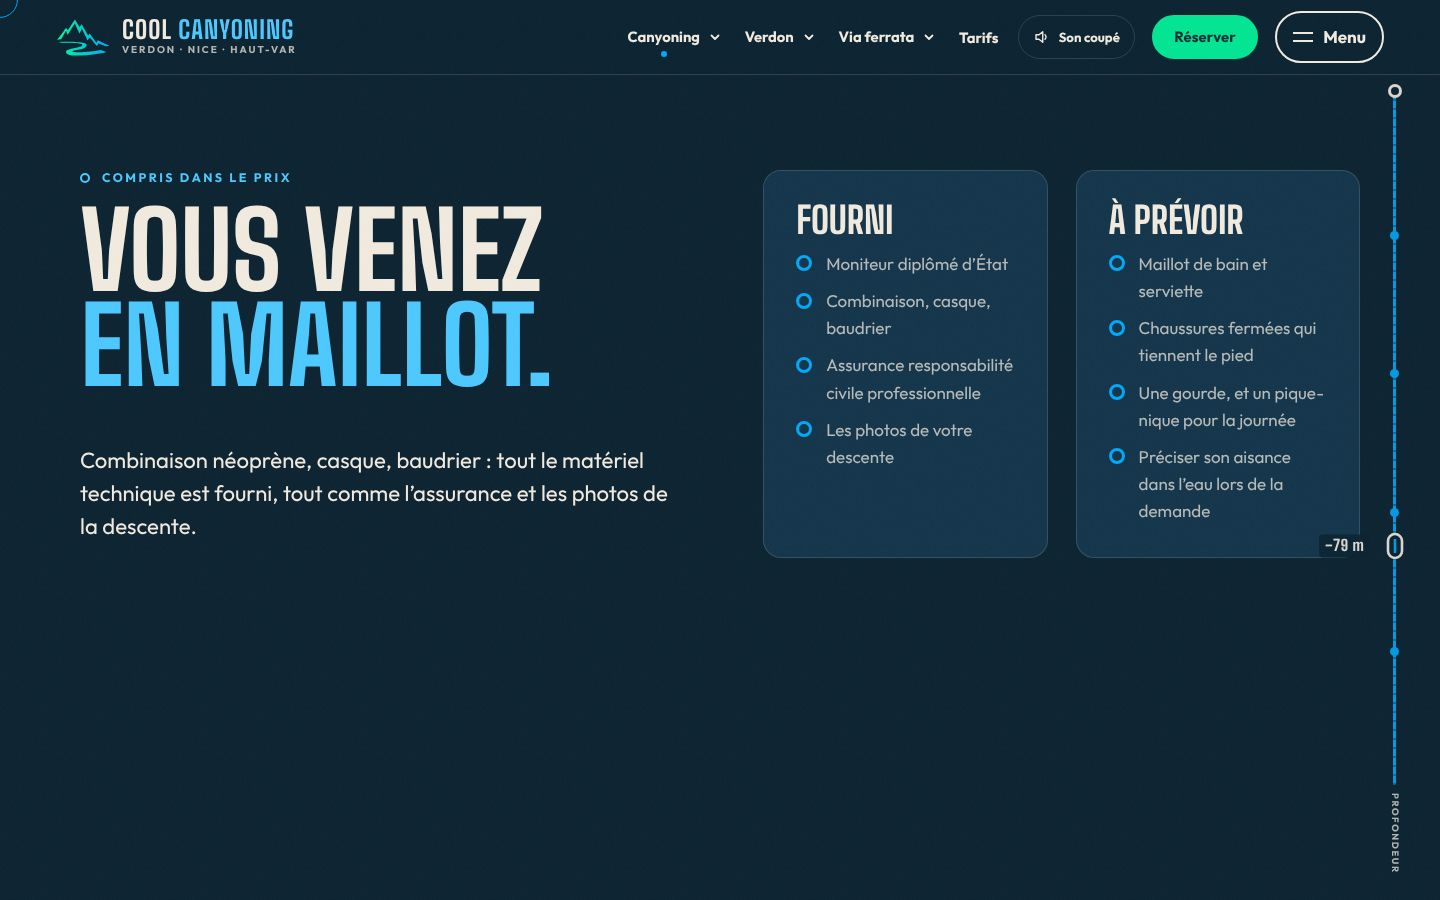 COOL CANYONING
VERDON · NICE · HAUT-VAR
Canyoning
Verdon
Via ferrata
Tarifs
Son coupé
Réserver
Menu
COMPRIS DANS LE PRIX
VOUS VENEZ
EN MAILLOT.
Combinaison néoprène, casque, baudrier : tout le matériel
technique est fourni, tout comme l’assurance et les photos de
la descente.
FOURNI
Moniteur diplômé d’État
Combinaison, casque,
baudrier
Assurance responsabilité
civile professionnelle
Les photos de votre
descente
À PRÉVOIR
Maillot de bain et
serviette
Chaussures fermées qui
tiennent le pied
Une gourde, et un pique-
nique pour la journée
Préciser son aisance
dans l’eau lors de la
demande
−79 m
PROFONDEUR